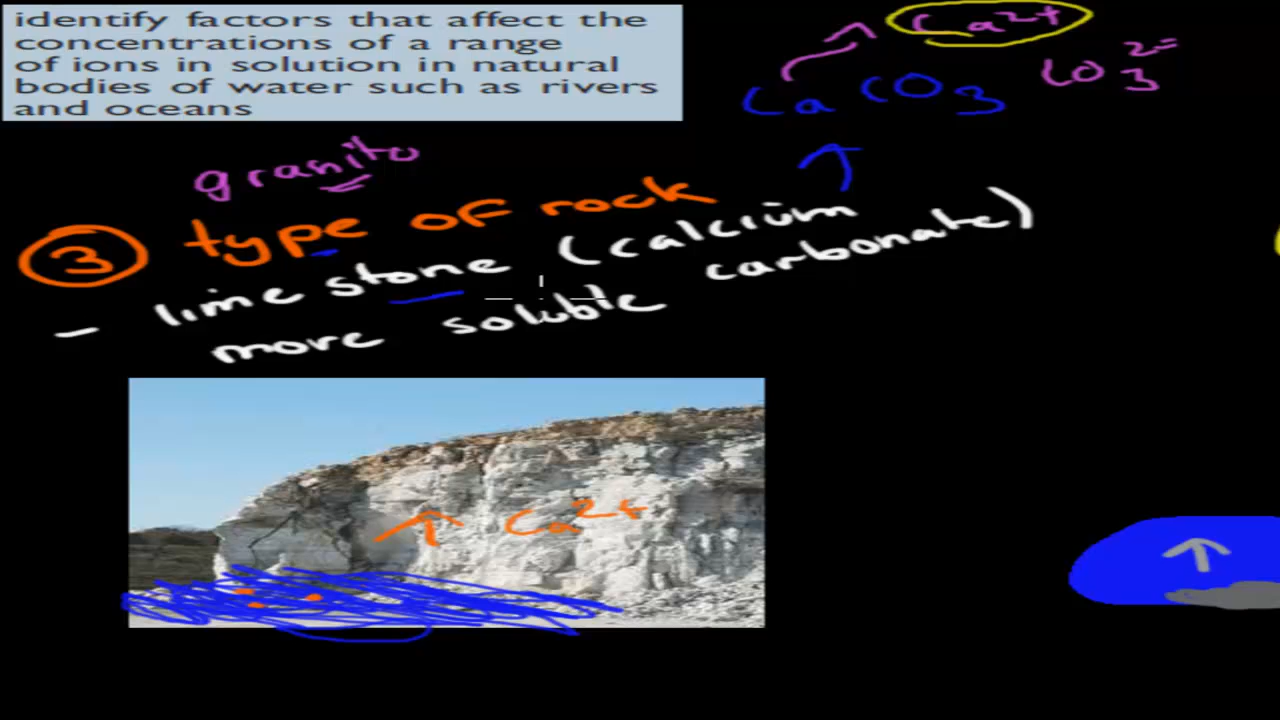 identify factors that affect the
concentrations of a range
of ions in solution in natural
bodies of water such as rivers
and oceans
Ca2+
CaCO3 CO3 2-
granite
3 type of rock
- lime stone (calcium carbonate)
more soluble
↑ Ca2+